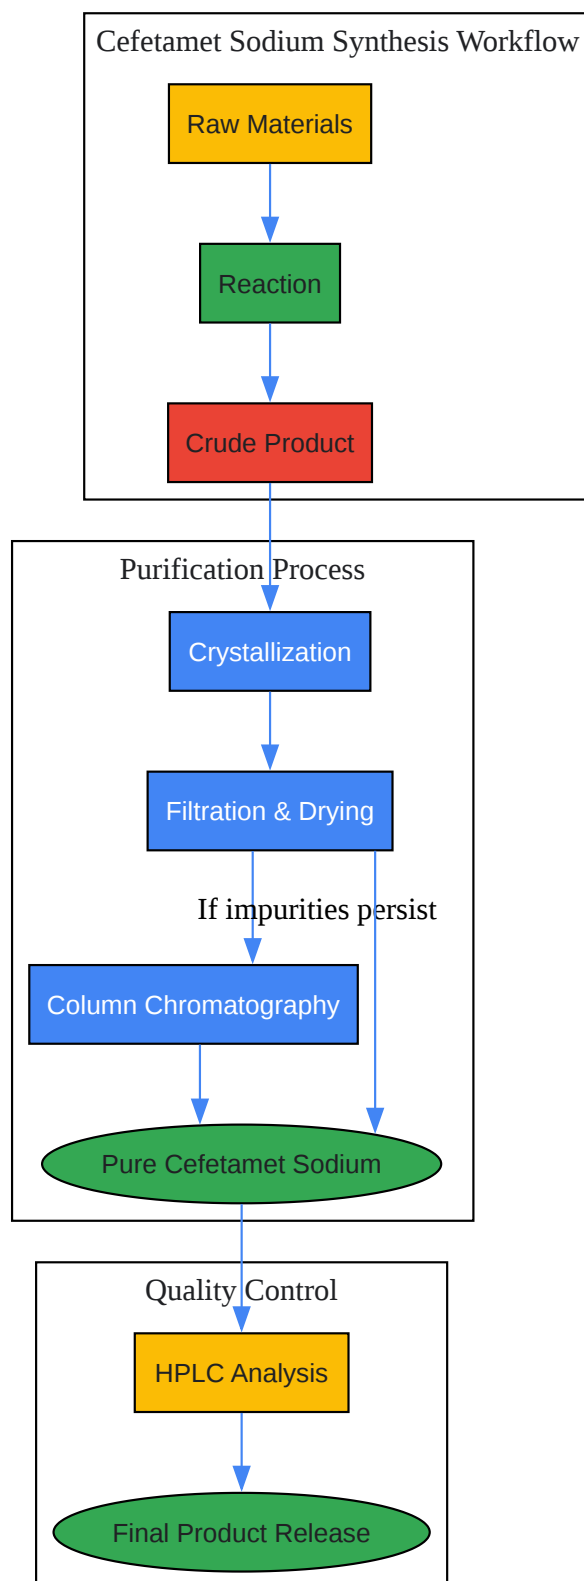 Cefetamet Sodium Synthesis Workflow
Raw Materials
Reaction
Crude Product
Purification Process
Crystallization
Filtration & Drying
If impurities persist
Column Chromatography
Pure Cefetamet Sodium
Quality Control
HPLC Analysis
Final Product Release